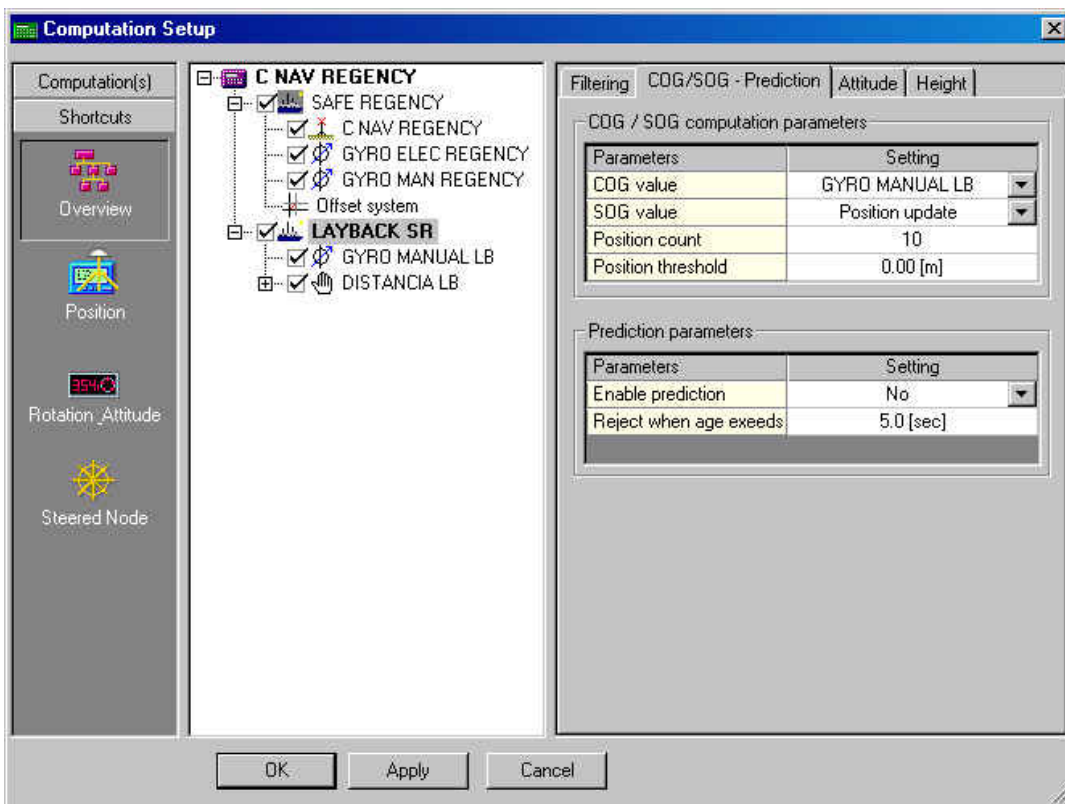 Computation Setup
Computation(s)
Shortcuts
Overview
Position
354
Rotation_Attitude
Steered Node
C NAV REGENCY
SAFE REGENCY
C NAV REGENCY
GYRO ELEC REGENCY
GYRO MAN REGENCY
Offset system
LAYBACK SR
GYRO MANUAL LB
DISTANCIA LB
Filtering COG/SOG - Prediction Attitude Height
COG / SOG computation parameters
Parameters Setting
COG value GYRO MANUAL LB
SOG value Position update
Position count 10
Position threshold 0.00 [m]
Prediction parameters
Parameters Setting
Enable prediction No
Reject when age exeeds 5.0 [sec]
OK Apply Cancel